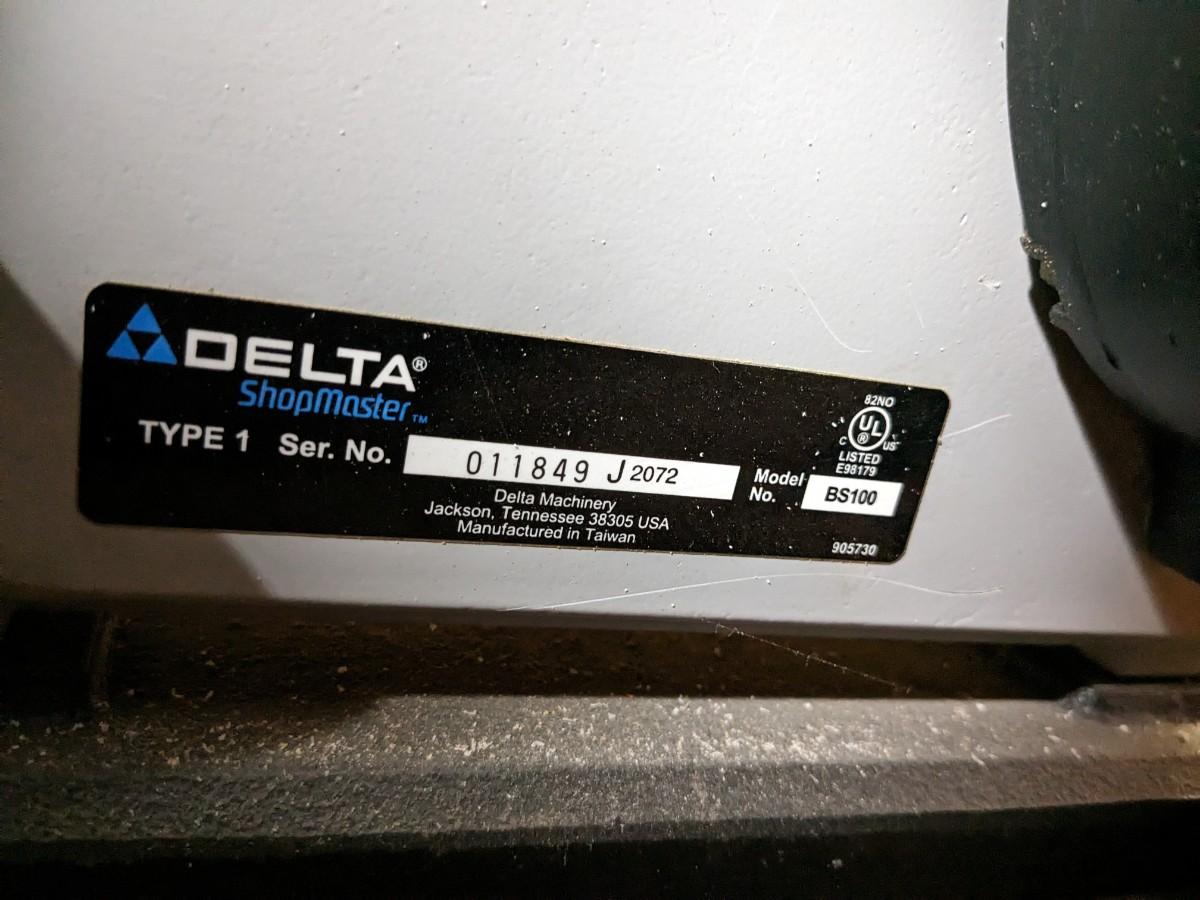 DELTA®
ShopMaster™
TYPE 1 Ser. No. 011849 J 2072
Delta Machinery
Jackson, Tennessee 38305 USA
Manufactured in Taiwan
82NO
C UL® US
LISTED
E98179
Model No. BS100
905730